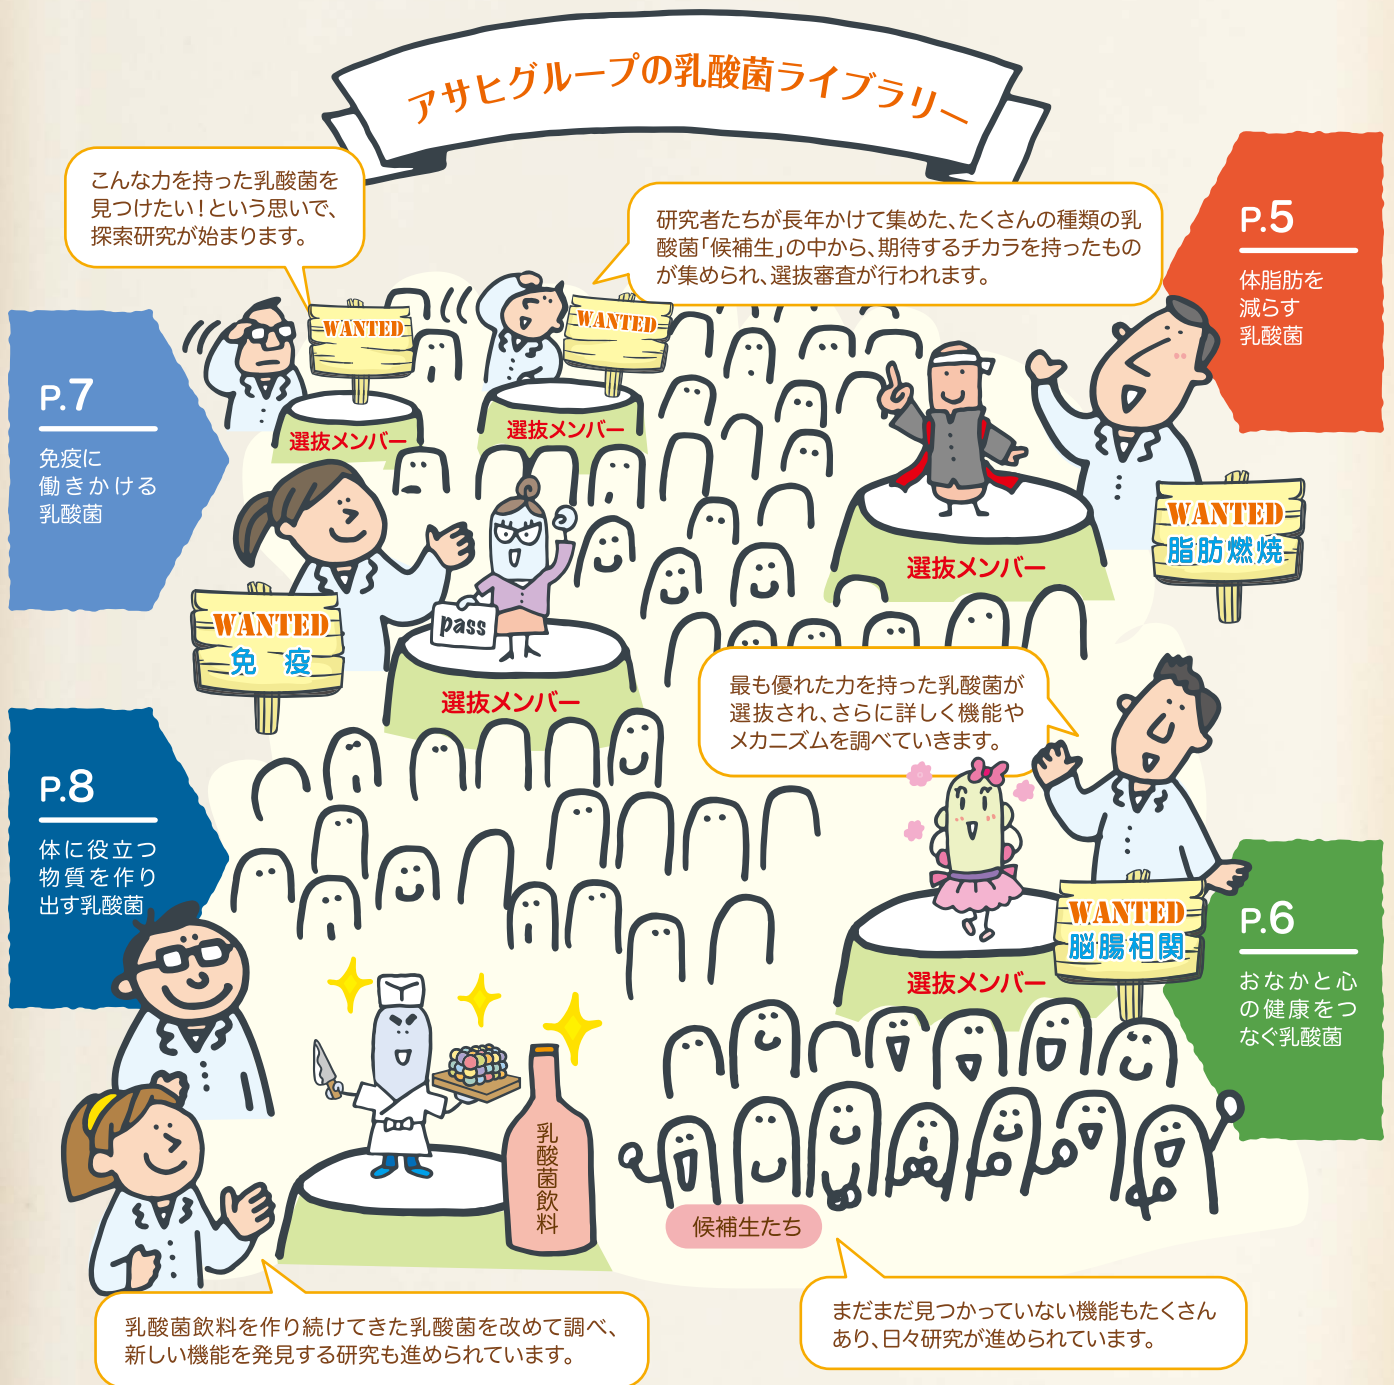 アサヒグループの乳酸菌ライブラリー
こんな力を持った乳酸菌を
見つけたい！という思いで、
探索研究が始まります。
研究者たちが長年かけて集めた、たくさんの種類の乳
酸菌「候補生」の中から、期待するチカラを持ったもの
が集められ、選抜審査が行われます。
P.5
体脂肪を
減らす
乳酸菌
WANTED
WANTED
P.7
免疫に
働きかける
乳酸菌
選抜メンバー
選抜メンバー
WANTED
脂肪燃焼
選抜メンバー
WANTED
免 疫
pass
選抜メンバー
最も優れた力を持った乳酸菌が
選抜され、さらに詳しく機能や
メカニズムを調べていきます。
P.8
体に役立つ
物質を作り
出す乳酸菌
WANTED
脳腸相関
選抜メンバー
P.6
おなかと心
の健康をつ
なぐ乳酸菌
乳酸菌飲料
候補生たち
乳酸菌飲料を作り続けてきた乳酸菌を改めて調べ、
新しい機能を発見する研究も進められています。
まだまだ見つかっていない機能もたくさん
あり、日々研究が進められています。